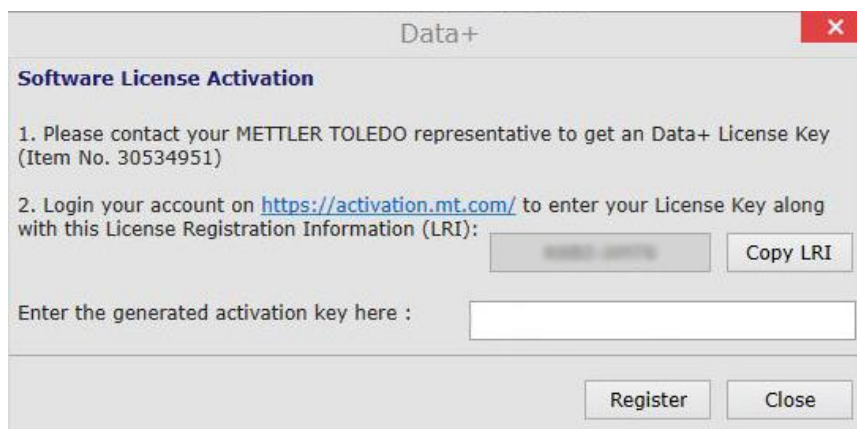 Data+
Software License Activation
1. Please contact your METTLER TOLEDO representative to get an Data+ License Key
(Item No. 30534951)
2. Login your account on https://activation.mt.com/ to enter your License Key along
with this License Registration Information (LRI):
Copy LRI
Enter the generated activation key here :
Register
Close